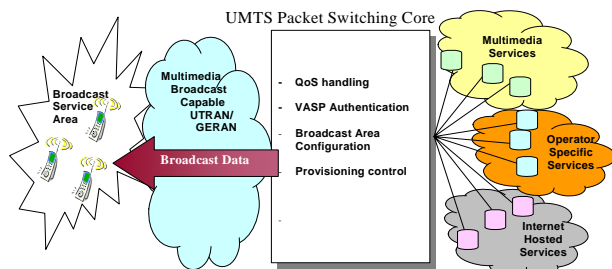 UMTS Packet Switching Core
Broadcast
Service
Area
Multimedia
Broadcast
Capable
UTRAN/
GERAN
Broadcast Data
- QoS handling
- VASP Authentication
- Broadcast Area
Configuration
- Provisioning control
-
Multimedia
Services
Operator
Specific
Services
Internet
Hosted
Services